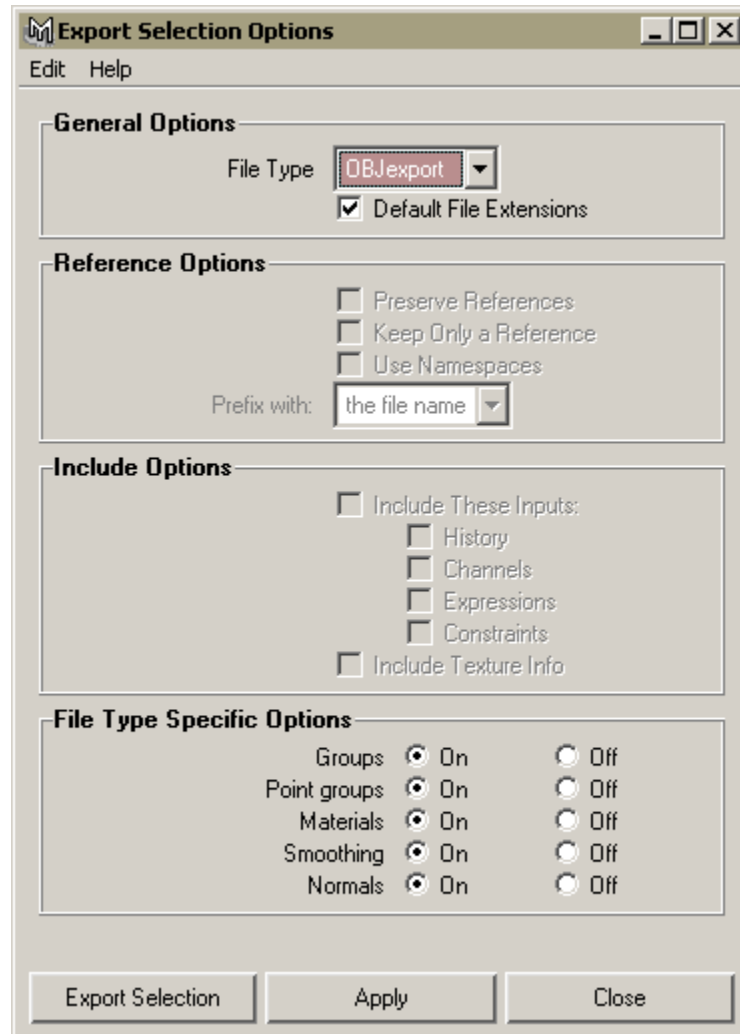 Export Selection Options
Edit Help
General Options
File Type OBJexport
Default File Extensions
Reference Options
Preserve References
Keep Only a Reference
Use Namespaces
Prefix with: the file name
Include Options
Include These Inputs:
History
Channels
Expressions
Constraints
Include Texture Info
File Type Specific Options
Groups On Off
Point groups On Off
Materials On Off
Smoothing On Off
Normals On Off
Export Selection Apply Close